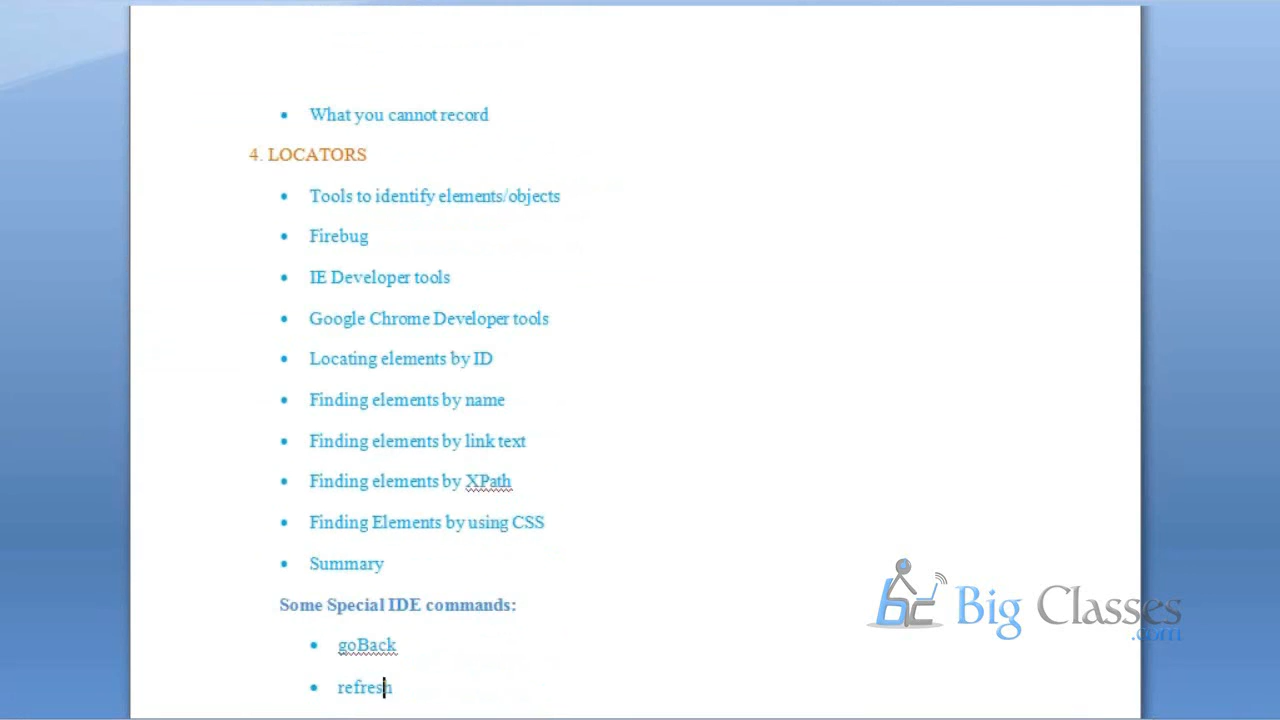 What you cannot record
4. LOCATORS
Tools to identify elements/objects
Firebug
IE Developer tools
Google Chrome Developer tools
Locating elements by ID
Finding elements by name
Finding elements by link text
Finding elements by XPath
Finding Elements by using CSS
Summary
Some Special IDE commands:
goBack
refresh
bc Big Classes
.com